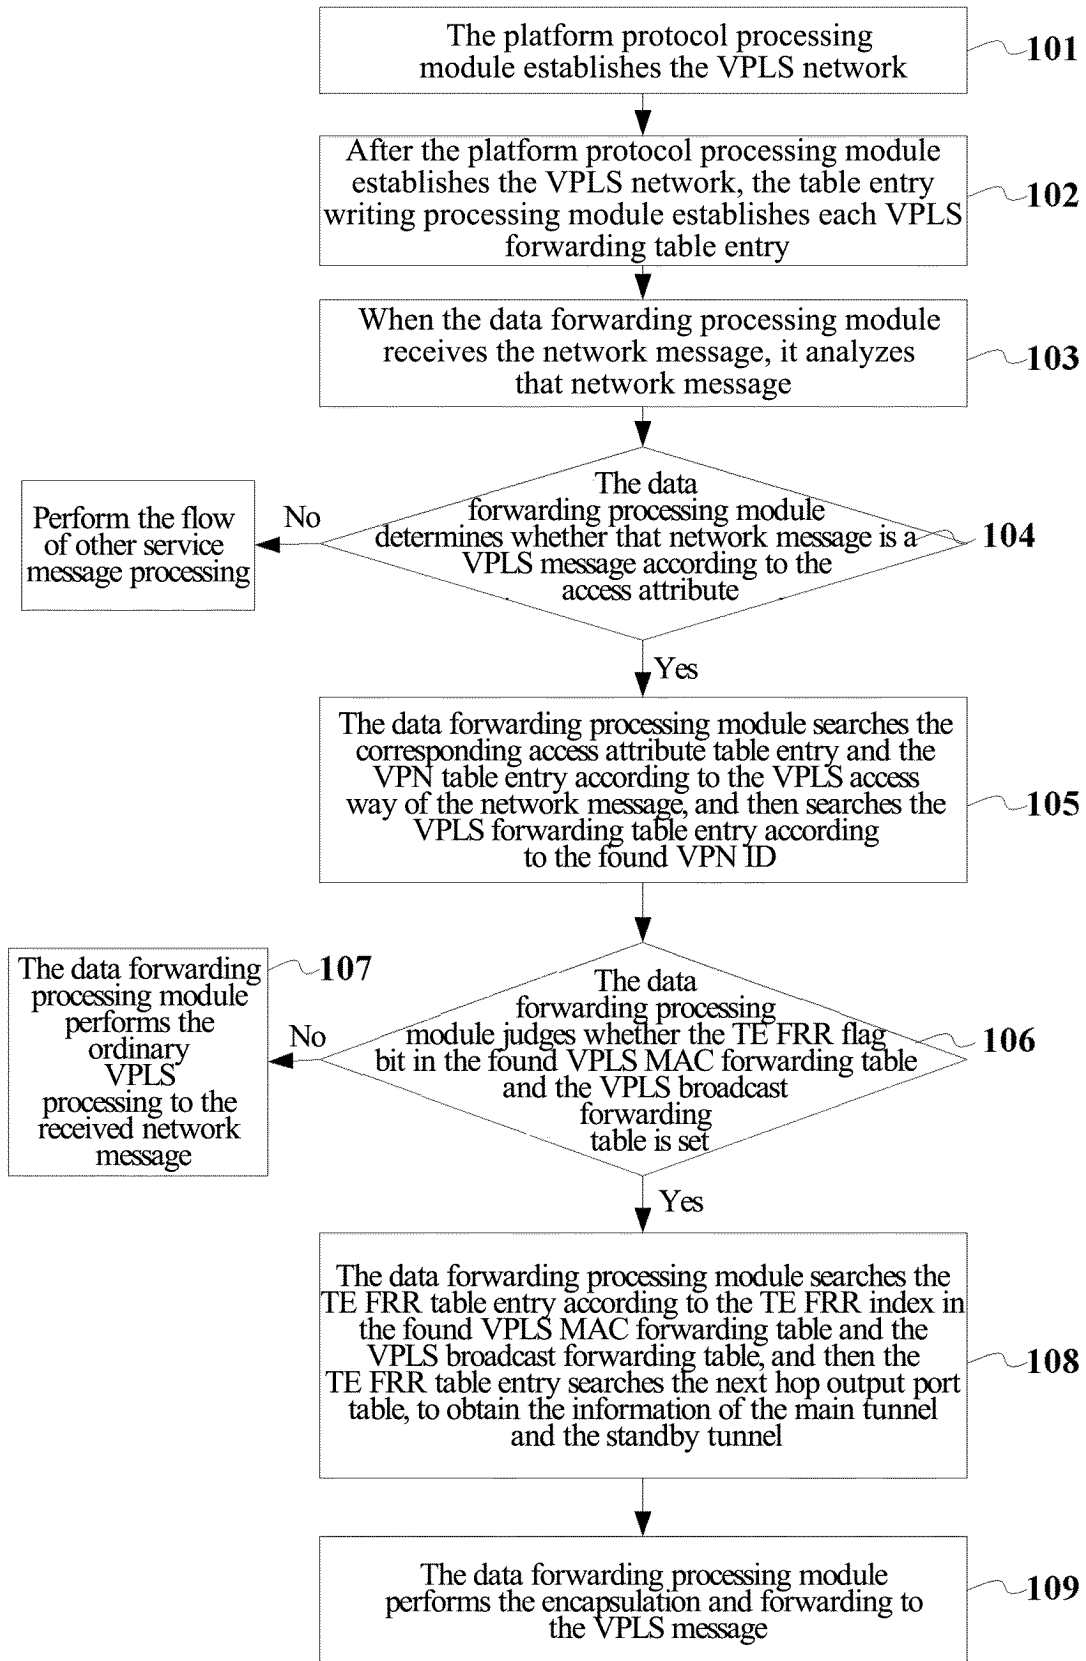 The platform protocol processing
module establishes the VPLS network
101
After the platform protocol processing module
establishes the VPLS network, the table entry
writing processing module establishes each VPLS
forwarding table entry
102
When the data forwarding processing module
receives the network message, it analyzes
that network message
103
The data
forwarding processing module
determines whether that network message is a
VPLS message according to the
access attribute
104
No
Perform the flow
of other service
message processing
Yes
The data forwarding processing module searches the
corresponding access attribute table entry and the
VPN table entry according to the VPLS access
way of the network message, and then searches the
VPLS forwarding table entry according
to the found VPN ID
105
The data
forwarding processing
module judges whether the TE FRR flag
bit in the found VPLS MAC forwarding table
and the VPLS broadcast
forwarding
table is set
106
No
The data forwarding
processing module
performs the
ordinary
VPLS
processing to the
received network
message
107
Yes
The data forwarding processing module searches the
TE FRR table entry according to the TE FRR index in
the found VPLS MAC forwarding table and the
VPLS broadcast forwarding table, and then the
TE FRR table entry searches the next hop output port
table, to obtain the information of the main tunnel
and the standby tunnel
108
The data forwarding processing module
performs the encapsulation and forwarding to
the VPLS message
109